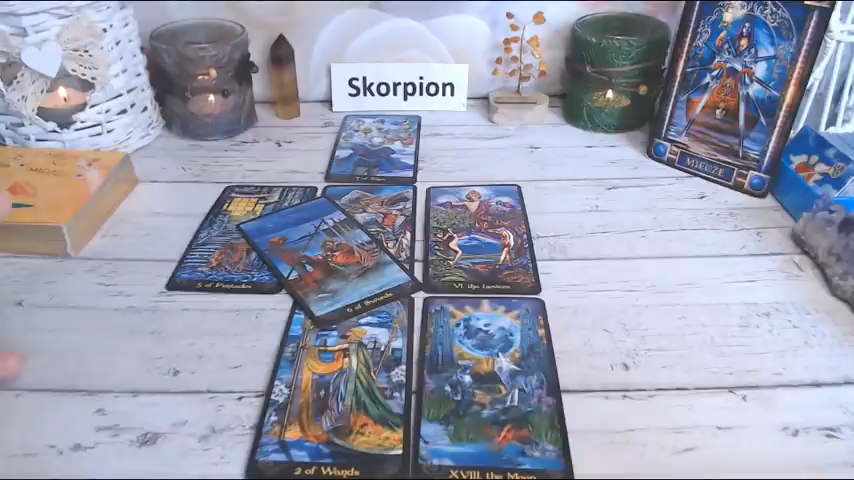 Skorpion
MIECZE
5 of Pentacles
VI the Lovers
6 of Swords
2 of Wands
XVIII the Moon